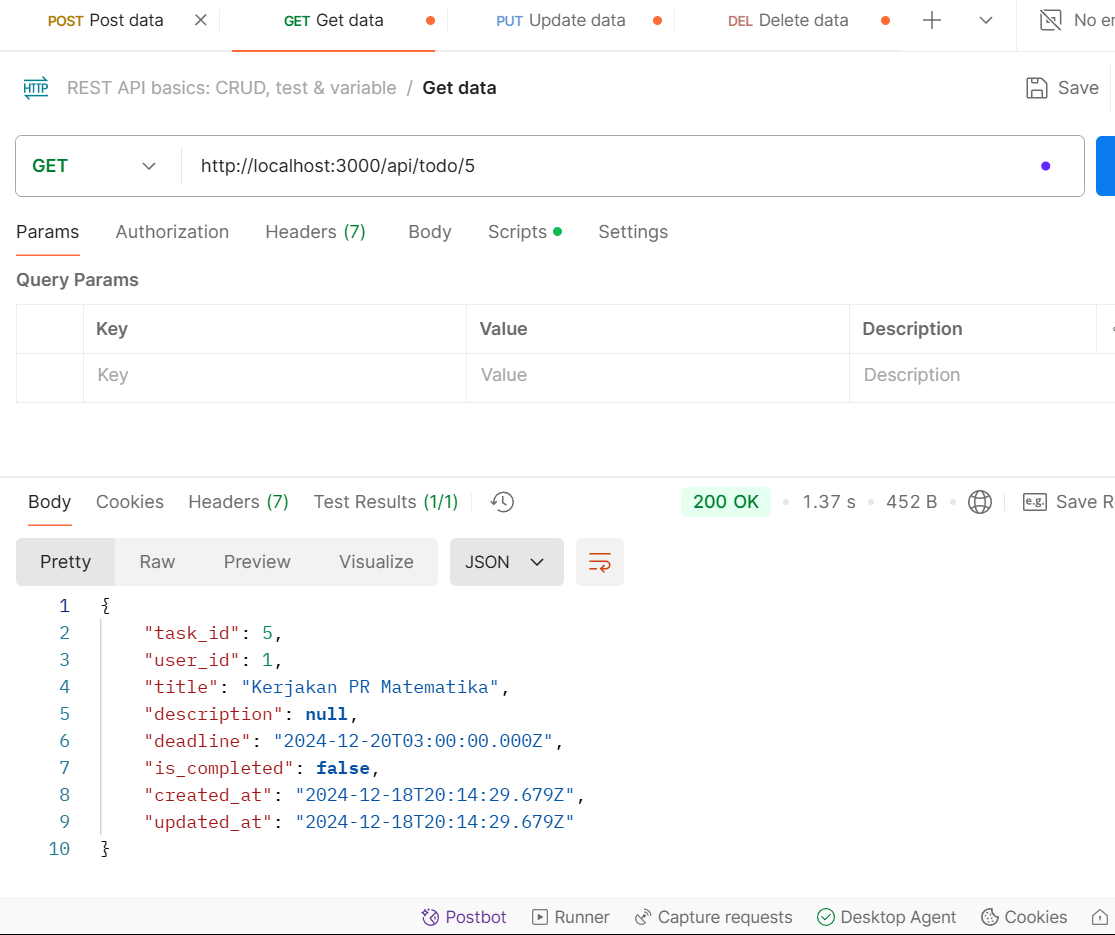 POST Post data GET Get data PUT Update data DEL Delete data No
HTTP REST API basics: CRUD, test & variable / Get data Save
GET http://localhost:3000/api/todo/5
Params Authorization Headers (7) Body Scripts Settings
Query Params
Key Value Description
Key Value Description
Body Cookies Headers (7) Test Results (1/1) 200 OK 1.37 s 452 B e.g. Save
Pretty Raw Preview Visualize JSON
1 {
2 "task_id": 5,
3 "user_id": 1,
4 "title": "Kerjakan PR Matematika",
5 "description": null,
6 "deadline": "2024-12-20T03:00:00.000Z",
7 "is_completed": false,
8 "created_at": "2024-12-18T20:14:29.679Z",
9 "updated_at": "2024-12-18T20:14:29.679Z"
10 }
Postbot Runner Capture requests Desktop Agent Cookies